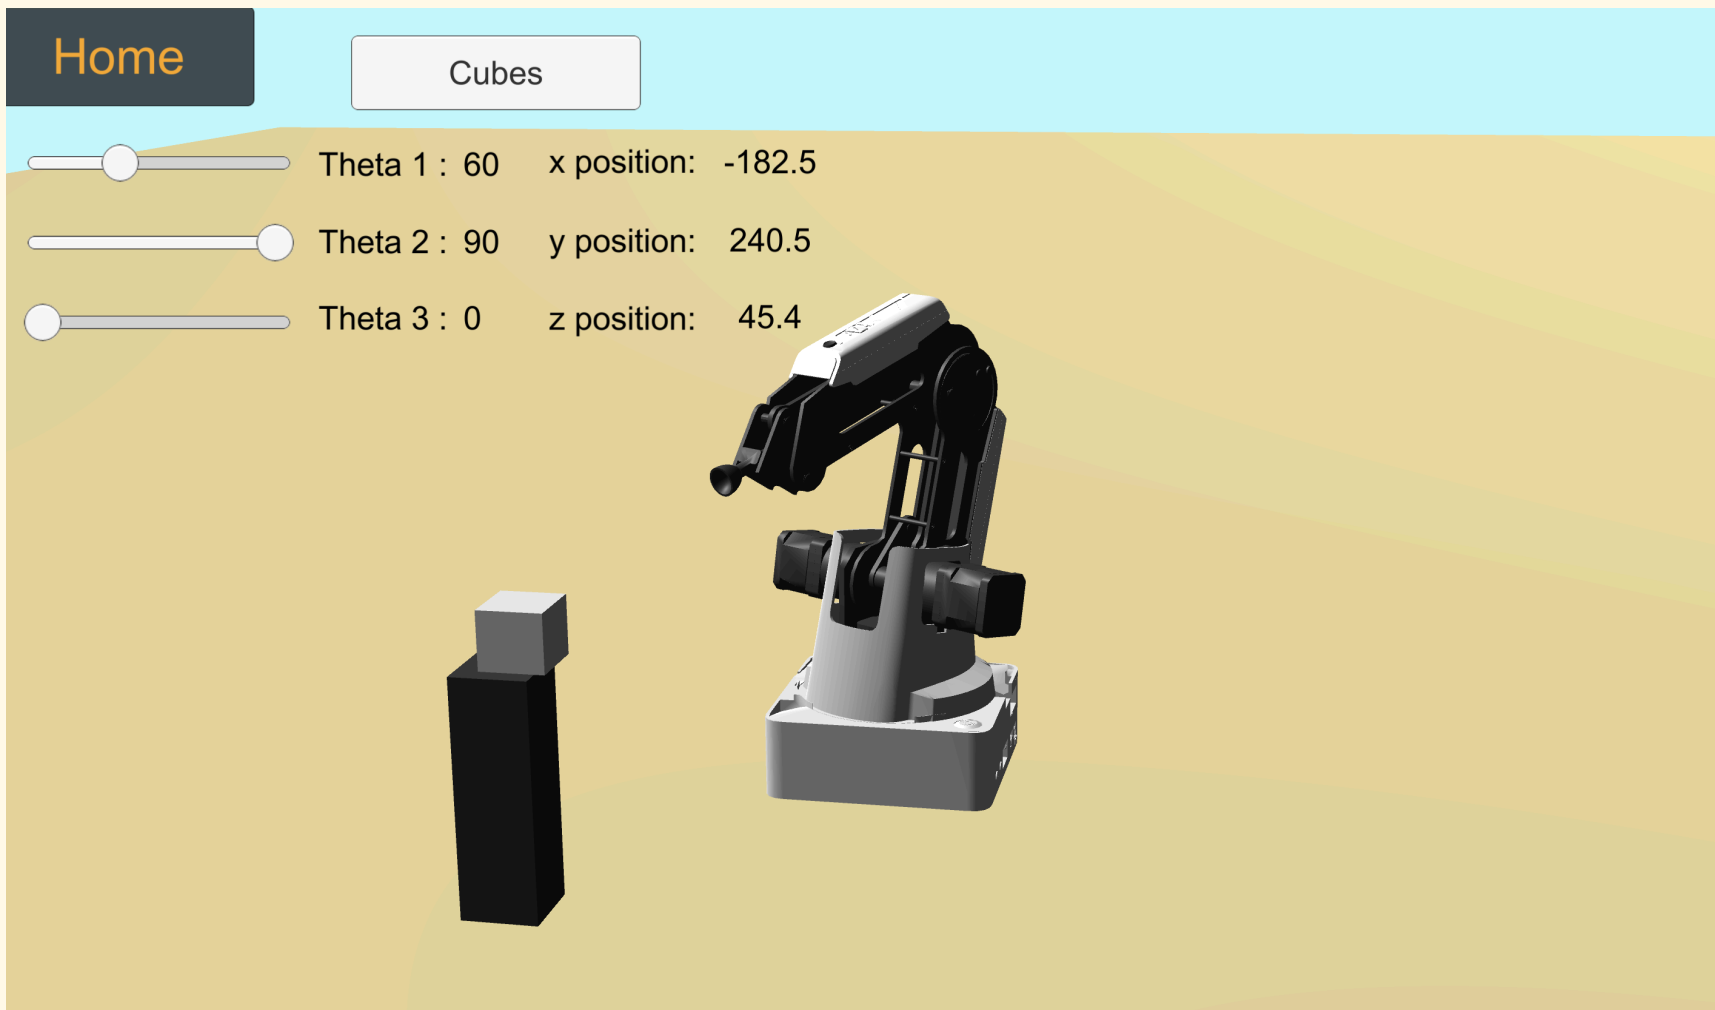 Home
Cubes
Theta 1 : 60 x position: -182.5
Theta 2 : 90 y position: 240.5
Theta 3 : 0 z position: 45.4